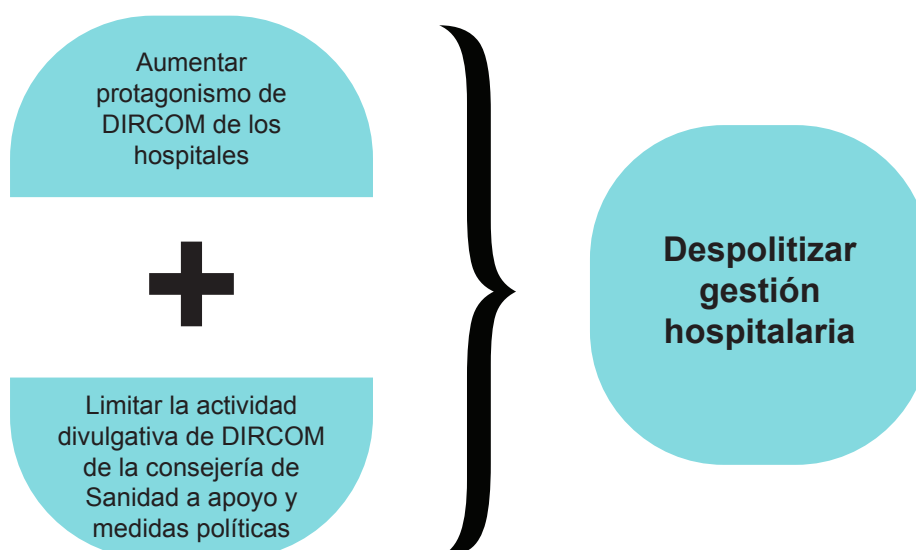 Aumentar
protagonismo de
DIRCOM de los
hospitales
+
Limitar la actividad
divulgativa de DIRCOM
de la consejería de
Sanidad a apoyo y
medidas políticas
Despolitizar
gestión
hospitalaria